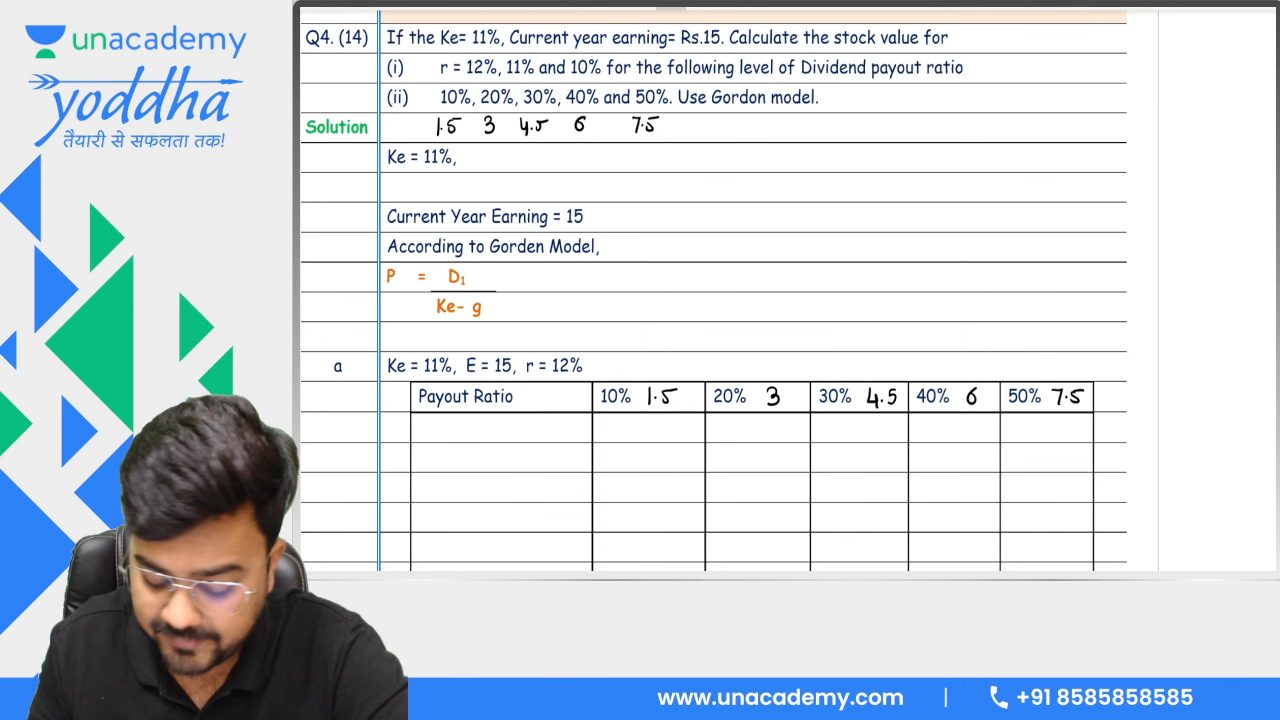 unacademy
yoddha
तैयारी से सफलता तक!
Q4. (14) If the Ke= 11%, Current year earning= Rs.15. Calculate the stock value for
(i) r = 12%, 11% and 10% for the following level of Dividend payout ratio
(ii) 10%, 20%, 30%, 40% and 50%. Use Gordon model.
Solution 1.5 3 4.5 6 7.5
Ke = 11%,
Current Year Earning = 15
According to Gorden Model,
P = D₁
Ke- g
a Ke = 11%, E = 15, r = 12%
Payout Ratio 10% 1.5 20% 3 30% 4.5 40% 6 50% 7.5
www.unacademy.com | +91 8585858585